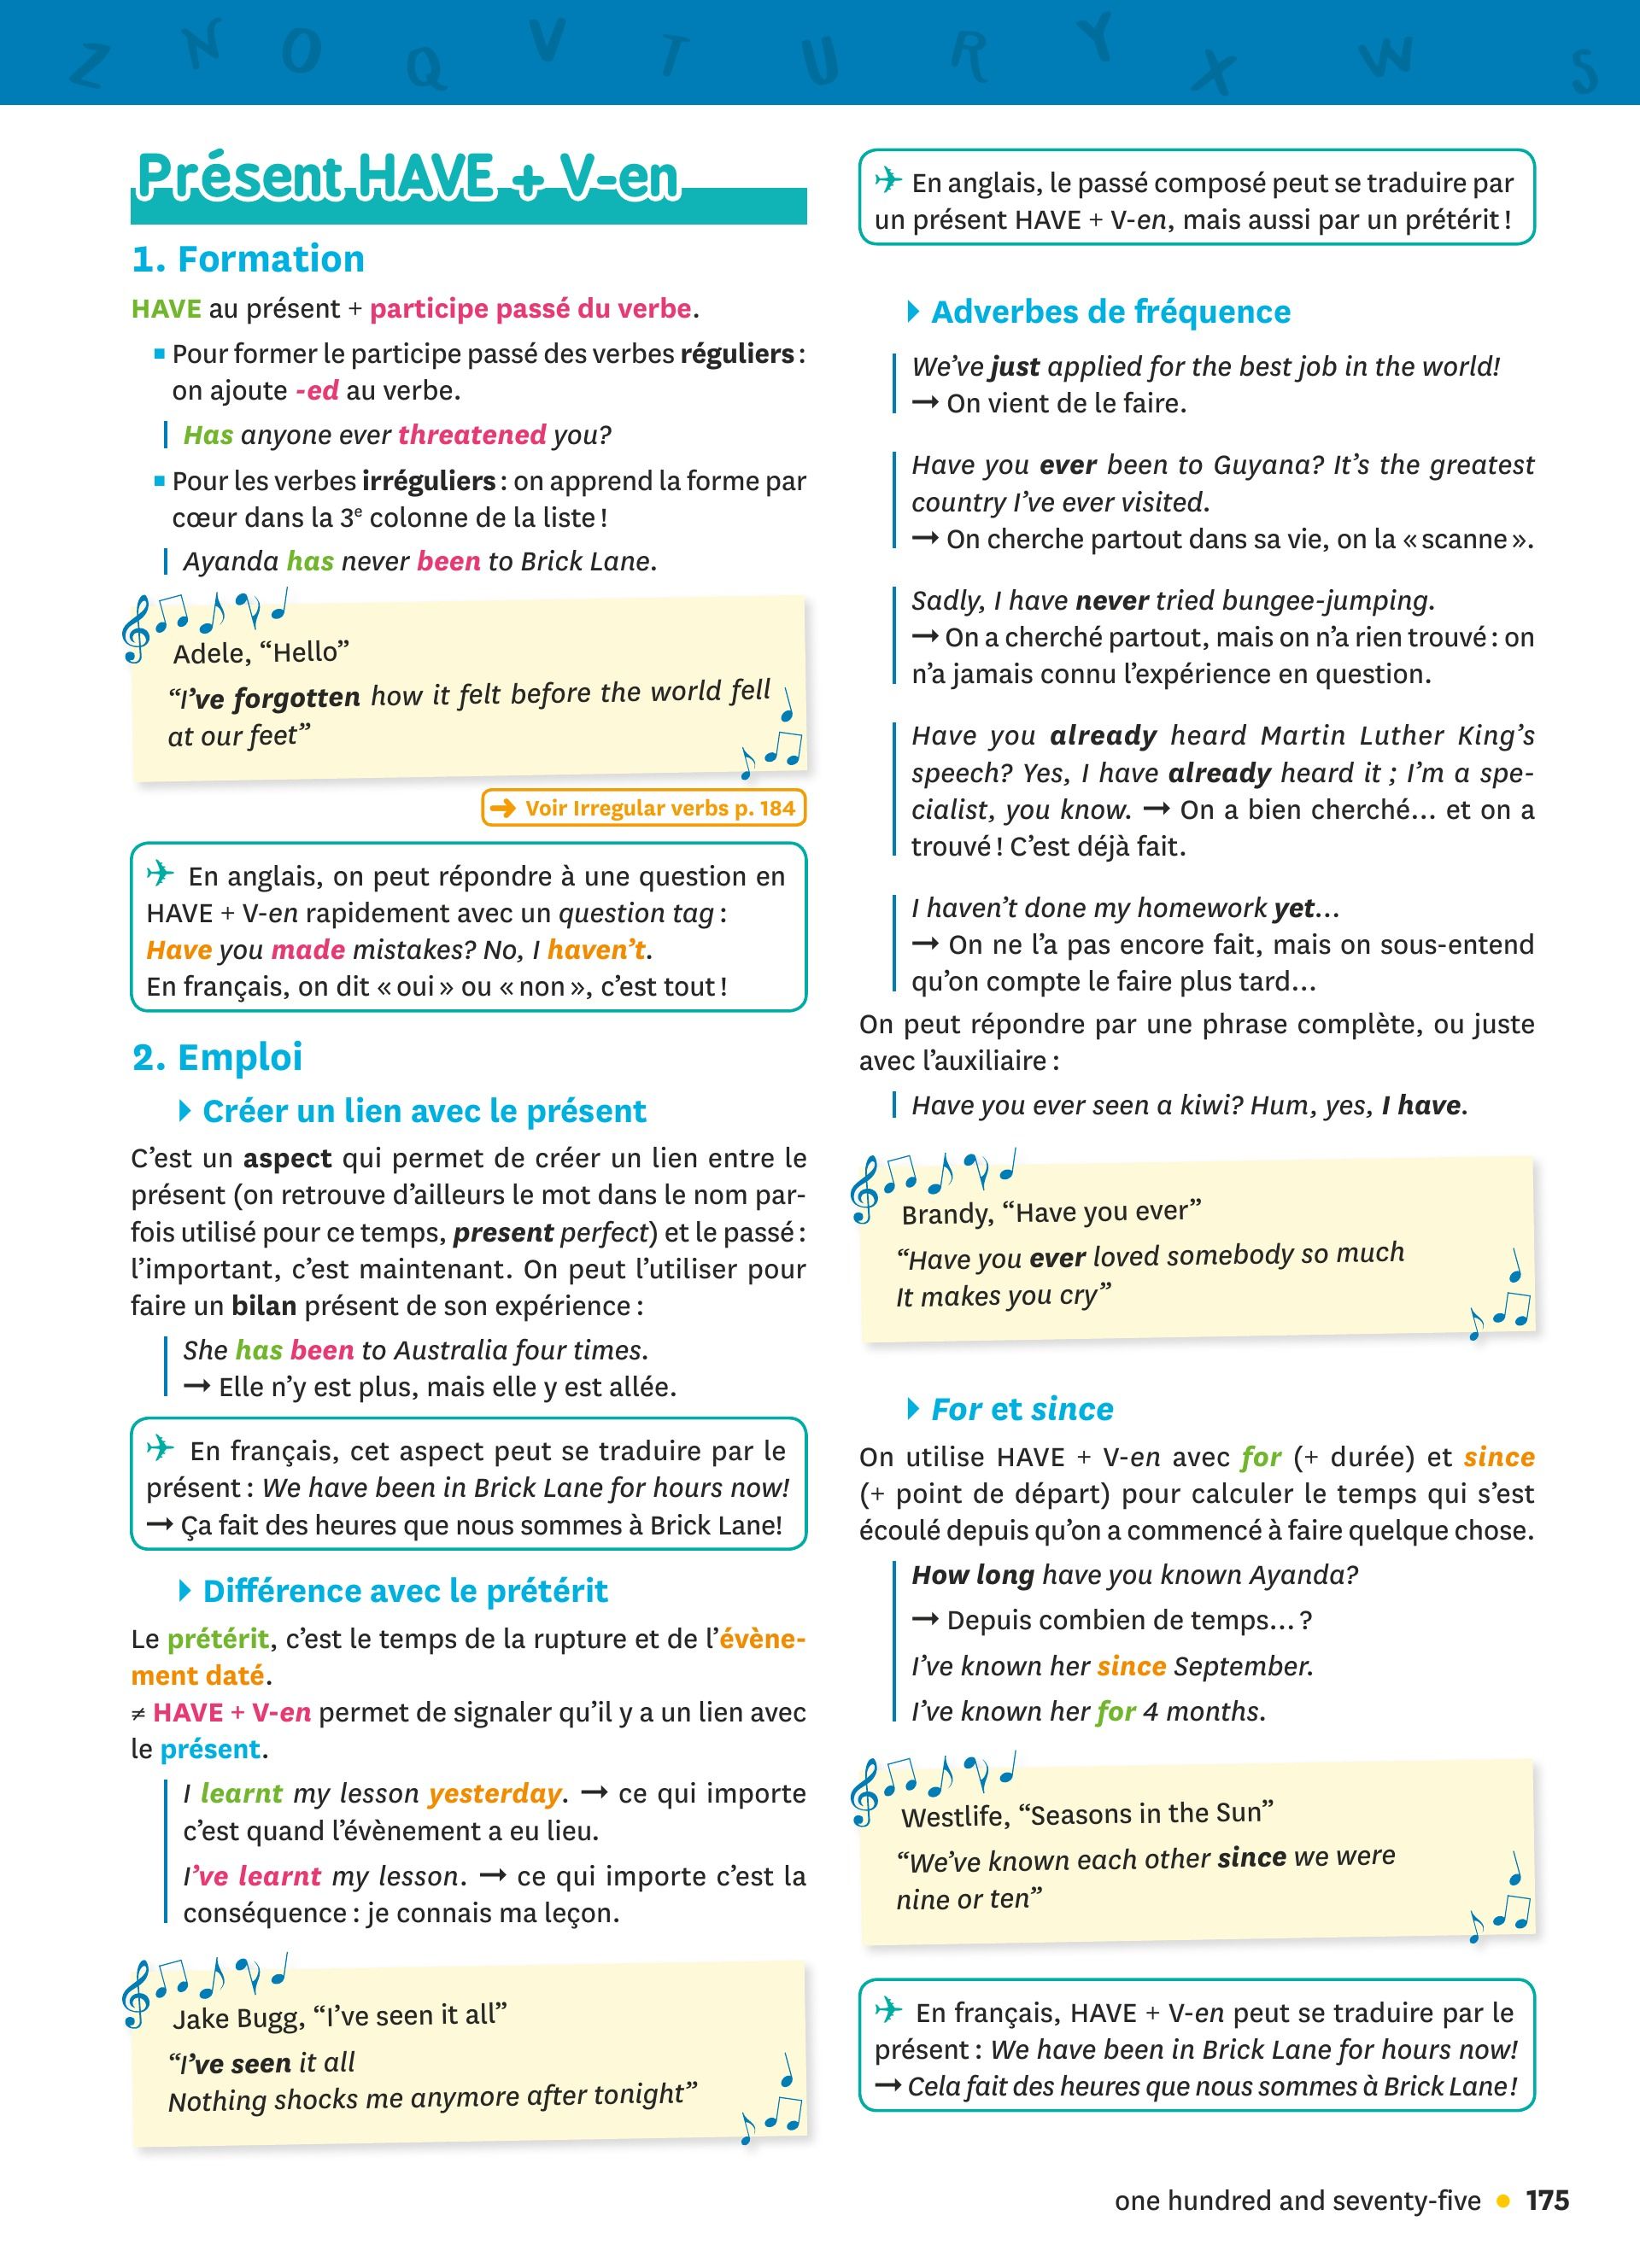 Z N O Q V T U R Y X W S
Présent HAVE + V-en
1. Formation
HAVE au présent + participe passé du verbe.
▪ Pour former le participe passé des verbes réguliers :
on ajoute -ed au verbe.
Has anyone ever threatened you?
▪ Pour les verbes irréguliers : on apprend la forme par
cœur dans la 3e colonne de la liste !
Ayanda has never been to Brick Lane.
Adele, “Hello”
“I’ve forgotten how it felt before the world fell
at our feet”
➜ Voir Irregular verbs p. 184
✈ En anglais, on peut répondre à une question en
HAVE + V-en rapidement avec un question tag :
Have you made mistakes? No, I haven’t.
En français, on dit « oui » ou « non », c’est tout !
2. Emploi
Créer un lien avec le présent
C’est un aspect qui permet de créer un lien entre le
présent (on retrouve d’ailleurs le mot dans le nom par-
fois utilisé pour ce temps, present perfect) et le passé :
l’important, c’est maintenant. On peut l’utiliser pour
faire un bilan présent de son expérience :
She has been to Australia four times.
→ Elle n’y est plus, mais elle y est allée.
✈ En français, cet aspect peut se traduire par le
présent : We have been in Brick Lane for hours now!
→ Ça fait des heures que nous sommes à Brick Lane!
Différence avec le prétérit
Le prétérit, c’est le temps de la rupture et de l’évène-
ment daté.
≠ HAVE + V-en permet de signaler qu’il y a un lien avec
le présent.
I learnt my lesson yesterday. → ce qui importe
c’est quand l’évènement a eu lieu.
I’ve learnt my lesson. → ce qui importe c’est la
conséquence : je connais ma leçon.
Jake Bugg, “I’ve seen it all”
“I’ve seen it all
Nothing shocks me anymore after tonight”
✈ En anglais, le passé composé peut se traduire par
un présent HAVE + V-en, mais aussi par un prétérit !
Adverbes de fréquence
We’ve just applied for the best job in the world!
→ On vient de le faire.
Have you ever been to Guyana? It’s the greatest
country I’ve ever visited.
→ On cherche partout dans sa vie, on la « scanne ».
Sadly, I have never tried bungee-jumping.
→ On a cherché partout, mais on n’a rien trouvé : on
n’a jamais connu l’expérience en question.
Have you already heard Martin Luther King’s
speech? Yes, I have already heard it ; I’m a spe-
cialist, you know. → On a bien cherché… et on a
trouvé ! C’est déjà fait.
I haven’t done my homework yet…
→ On ne l’a pas encore fait, mais on sous-entend
qu’on compte le faire plus tard…
On peut répondre par une phrase complète, ou juste
avec l’auxiliaire :
Have you ever seen a kiwi? Hum, yes, I have.
Brandy, “Have you ever”
“Have you ever loved somebody so much
It makes you cry”
For et since
On utilise HAVE + V-en avec for (+ durée) et since
(+ point de départ) pour calculer le temps qui s’est
écoulé depuis qu’on a commencé à faire quelque chose.
How long have you known Ayanda?
→ Depuis combien de temps… ?
I’ve known her since September.
I’ve known her for 4 months.
Westlife, “Seasons in the Sun”
“We’ve known each other since we were
nine or ten”
✈ En français, HAVE + V-en peut se traduire par le
présent : We have been in Brick Lane for hours now!
→ Cela fait des heures que nous sommes à Brick Lane!
one hundred and seventy-five • 175